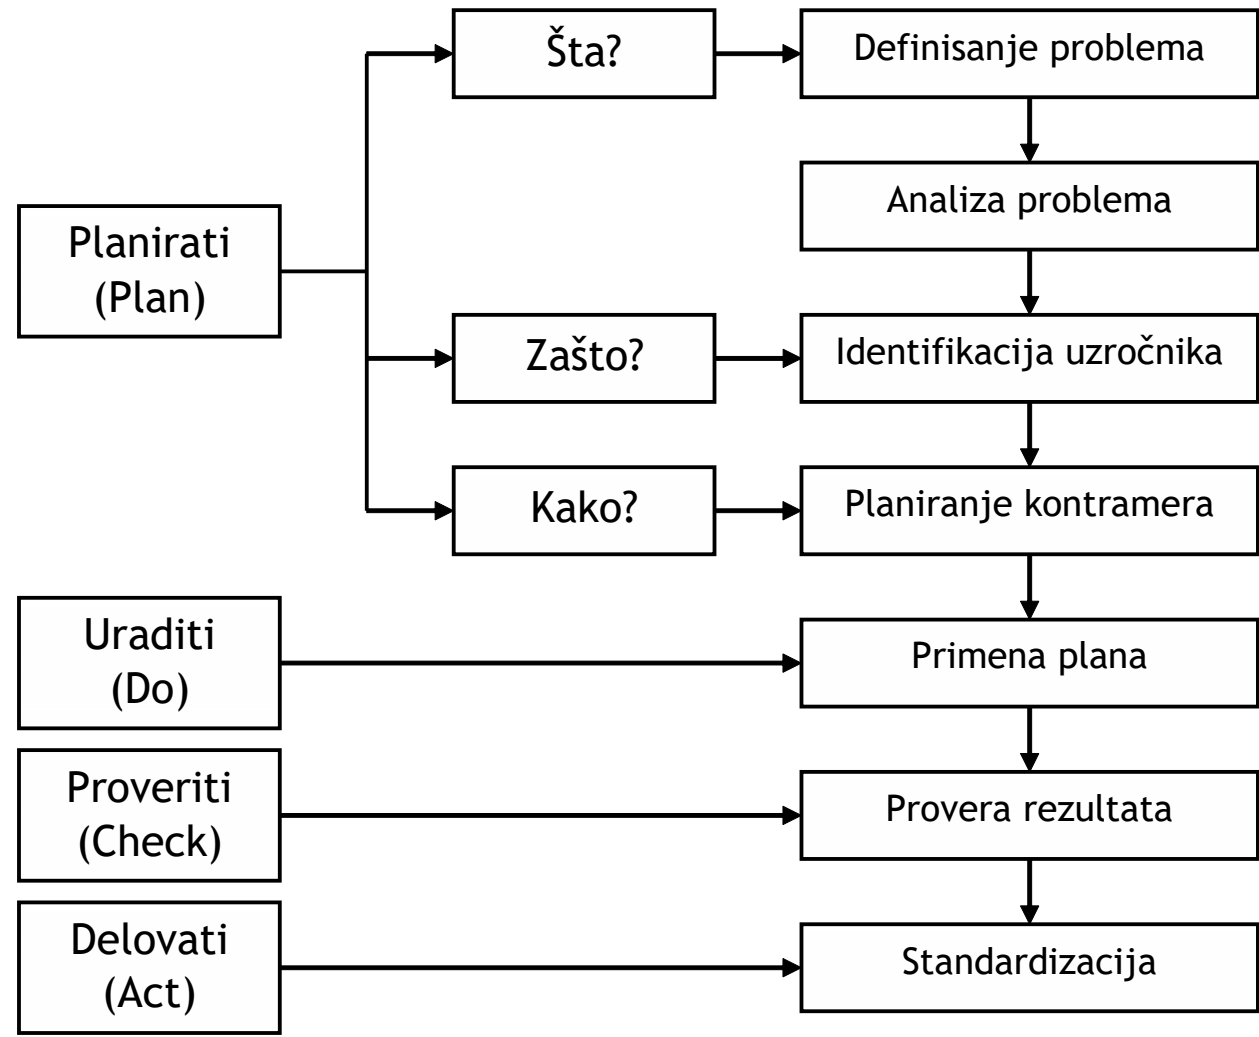 Šta?
Definisanje problema
Analiza problema
Planirati
(Plan)
Zašto?
Identifikacija uzročnika
Kako?
Planiranje kontramera
Uraditi
(Do)
Primena plana
Proveriti
(Check)
Provera rezultata
Delovati
(Act)
Standardizacija